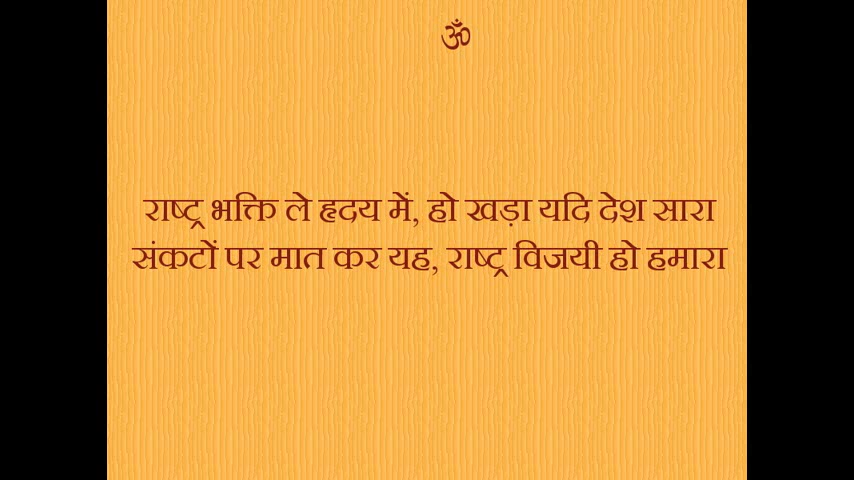 ॐ
राष्ट्र भक्ति ले हृदय में, हो खड़ा यदि देश सारा
संकटों पर मात कर यह, राष्ट्र विजयी हो हमारा